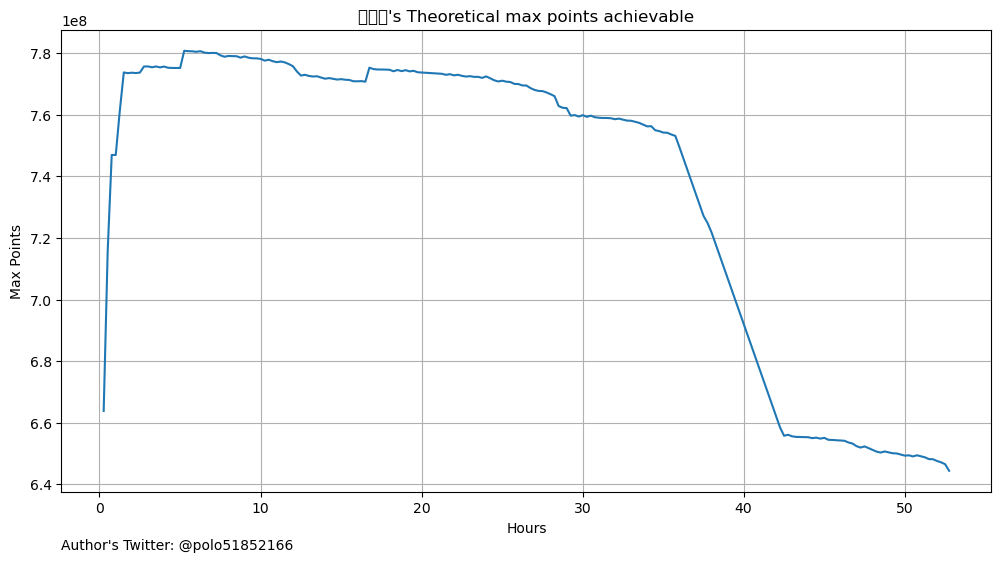 's Theoretical max points achievable
1e8
7.8
7.6
7.4
7.2
7.0
6.8
6.6
6.4
Max Points
0 10 20 30 40 50
Hours
Author's Twitter: @polo51852166